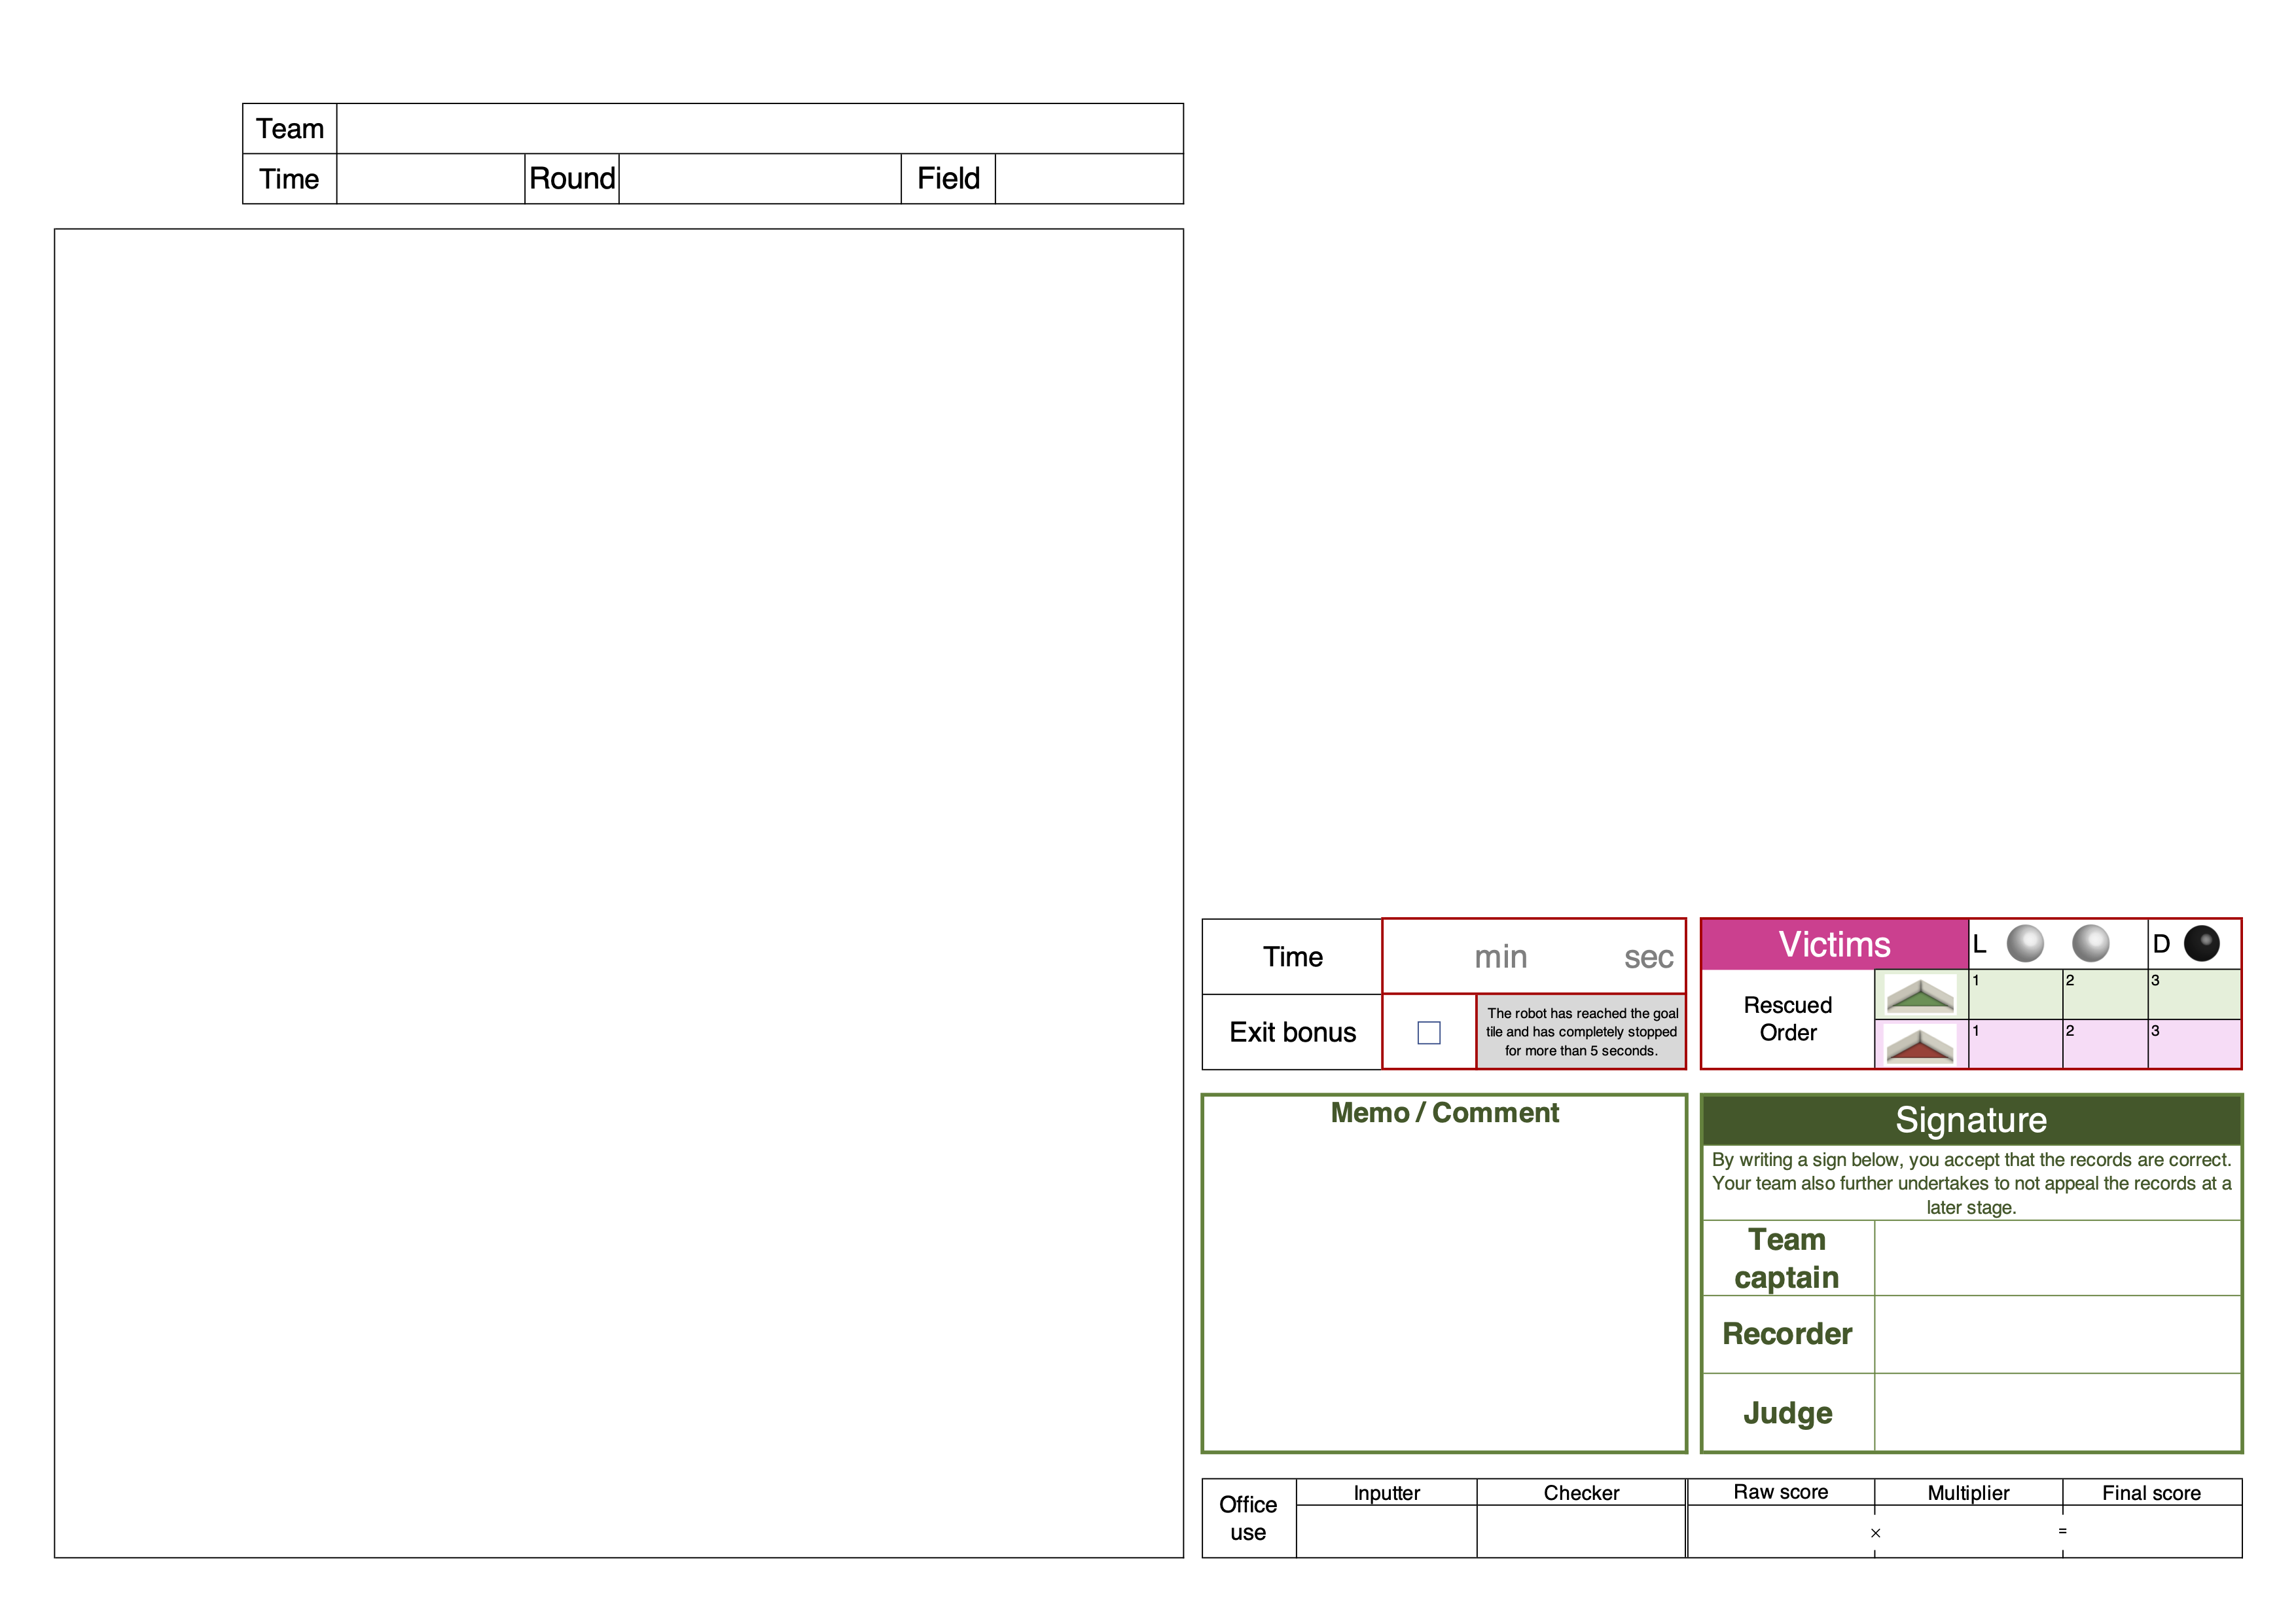 Team
Time Round Field
Time min sec
Exit bonus
The robot has reached the goal
tile and has completely stopped
for more than 5 seconds.
Victims L D
Rescued
Order
1 2 3
1 2 3
Memo / Comment
Signature
By writing a sign below, you accept that the records are correct.
Your team also further undertakes to not appeal the records at a
later stage.
Team
captain
Recorder
Judge
Office
use
Inputter Checker Raw score Multiplier Final score
× =